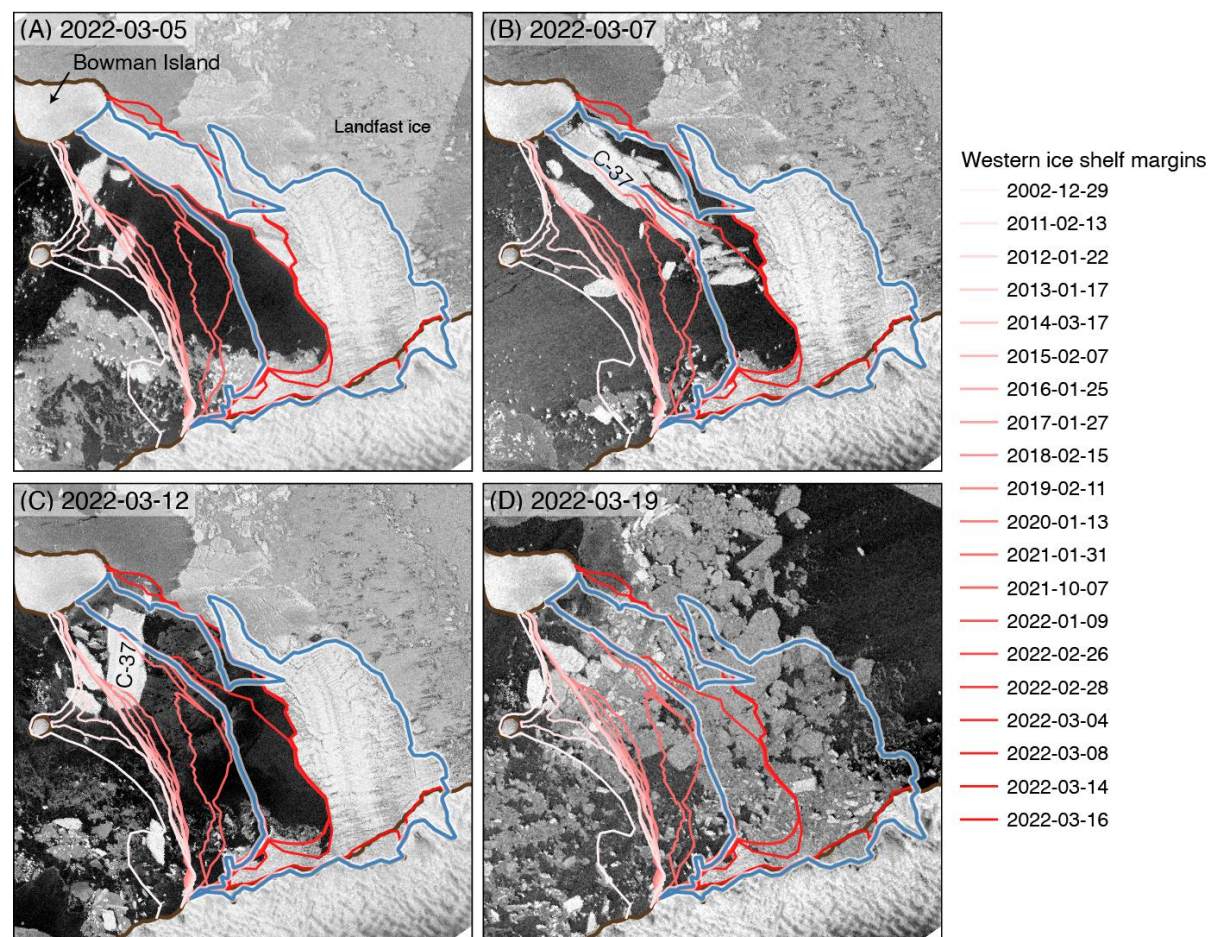 (A) 2022-03-05
Bowman Island
Landfast ice
(B) 2022-03-07
C-37
(C) 2022-03-12
C-37
(D) 2022-03-19
Western ice shelf margins
2002-12-29
2011-02-13
2012-01-22
2013-01-17
2014-03-17
2015-02-07
2016-01-25
2017-01-27
2018-02-15
2019-02-11
2020-01-13
2021-01-31
2021-10-07
2022-01-09
2022-02-26
2022-02-28
2022-03-04
2022-03-08
2022-03-14
2022-03-16